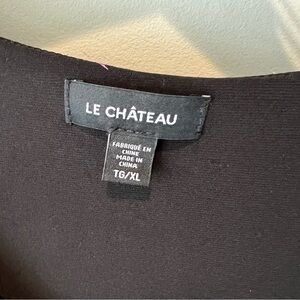 LE CHÂTEAU
FABRIQUÉ EN
CHINE
MADE IN
CHINA
TG/XL